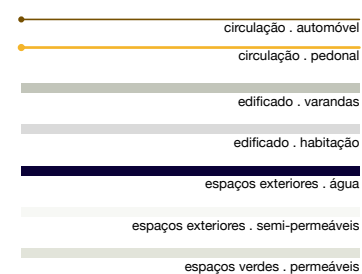 circulação . automóvel
circulação . pedonal
edificado . varandas
edificado . habitação
espaços exteriores . água
espaços exteriores . semi-permeáveis
espaços verdes . permeáveis